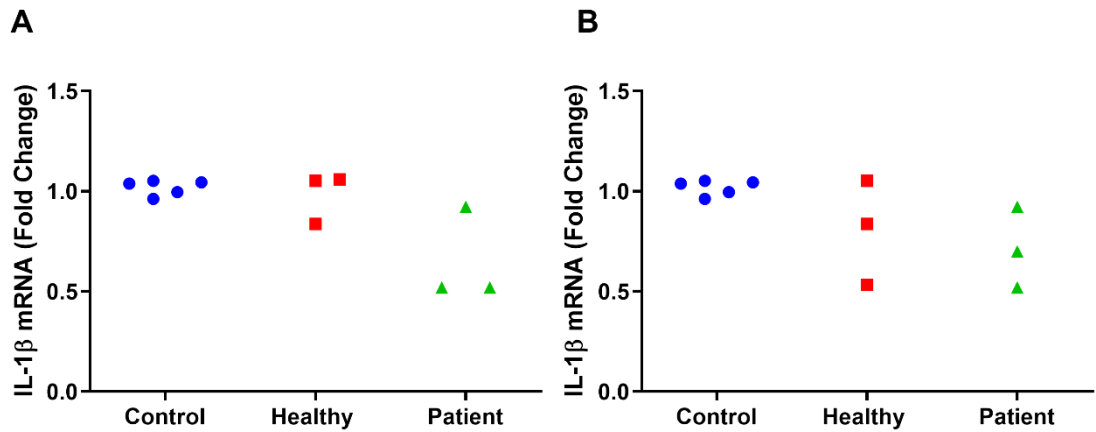 A
IL-1β mRNA (Fold Change)
1.5
1.0
0.5
0.0
Control Healthy Patient
B
IL-1β mRNA (Fold Change)
1.5
1.0
0.5
0.0
Control Healthy Patient